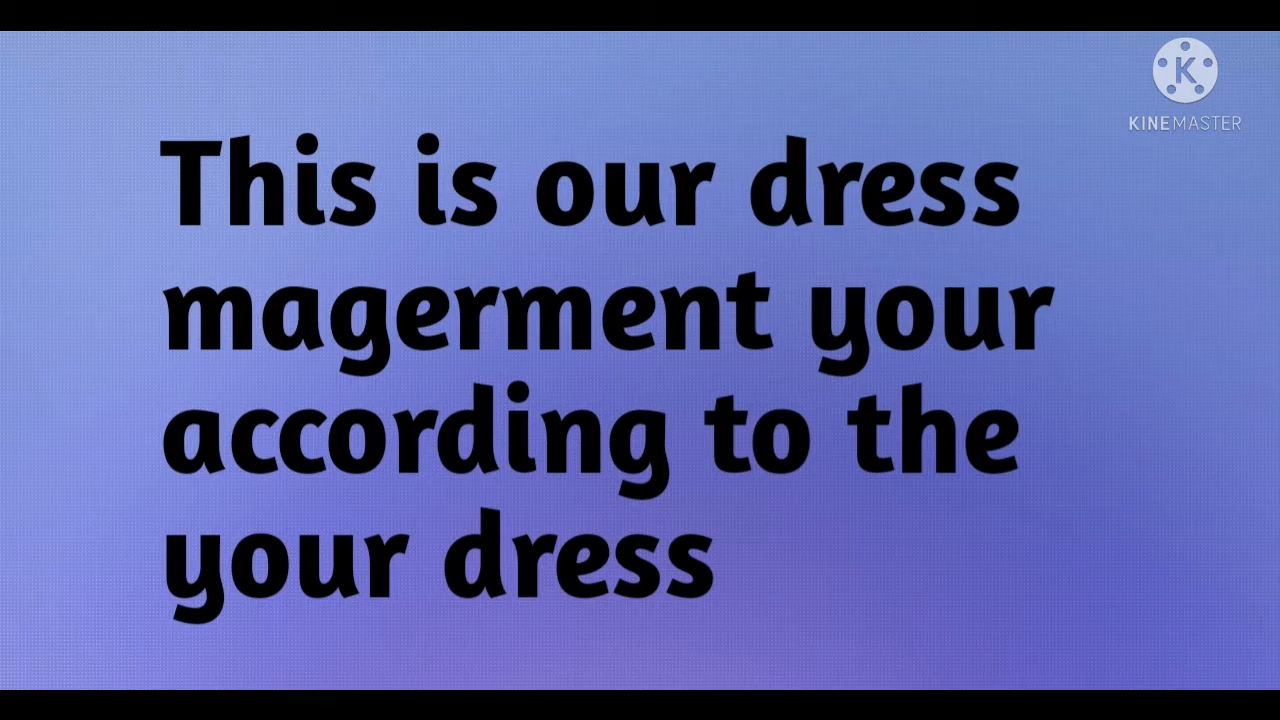 KINEMASTER
This is our dress
magerment your
according to the
your dress